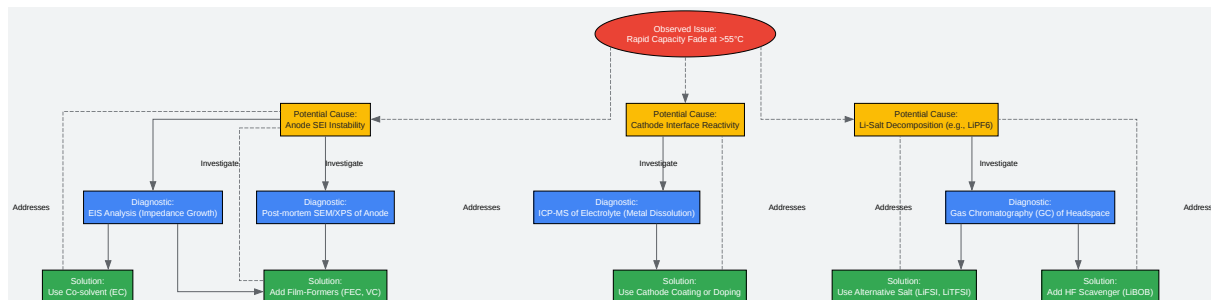 Observed Issue:
Rapid Capacity Fade at >55°C
Potential Cause:
Anode SEI Instability
Potential Cause:
Cathode Interface Reactivity
Potential Cause:
Li-Salt Decomposition (e.g., LiPF6)
Investigate
Investigate
Investigate
Investigate
Diagnostic:
EIS Analysis (Impedance Growth)
Diagnostic:
Post-mortem SEM/XPS of Anode
Diagnostic:
ICP-MS of Electrolyte (Metal Dissolution)
Diagnostic:
Gas Chromatography (GC) of Headspace
Addresses
Addresses
Addresses
Addresses
Address
Solution:
Use Co-solvent (EC)
Solution:
Add Film-Formers (FEC, VC)
Solution:
Use Cathode Coating or Doping
Solution:
Use Alternative Salt (LiFSI, LiTFSI)
Solution:
Add HF Scavenger (LiBOB)